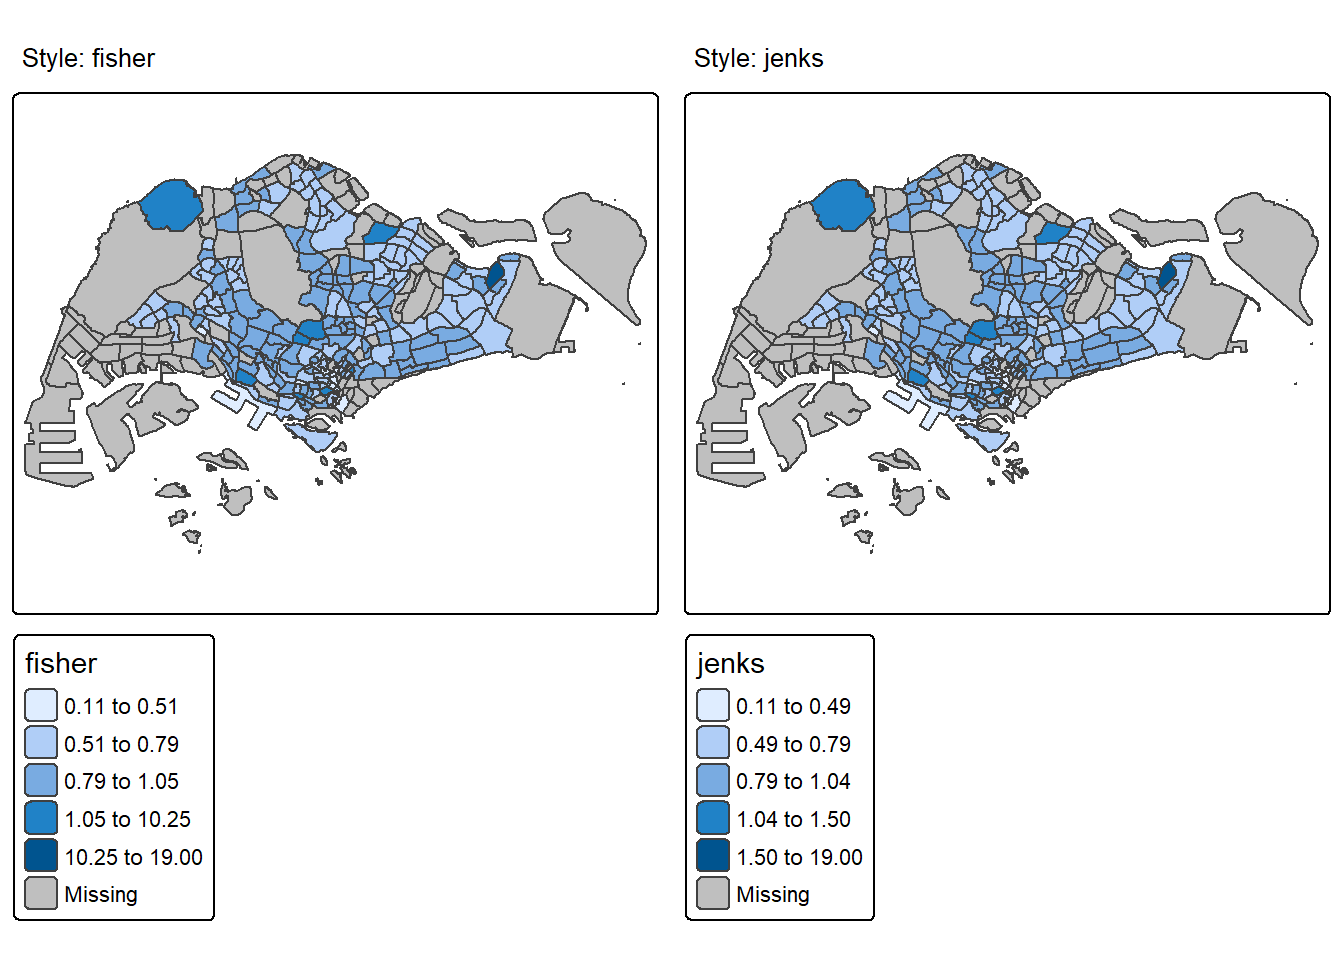 Style: fisher
Style: jenks
fisher
0.11 to 0.51
0.51 to 0.79
0.79 to 1.05
1.05 to 10.25
10.25 to 19.00
Missing
jenks
0.11 to 0.49
0.49 to 0.79
0.79 to 1.04
1.04 to 1.50
1.50 to 19.00
Missing